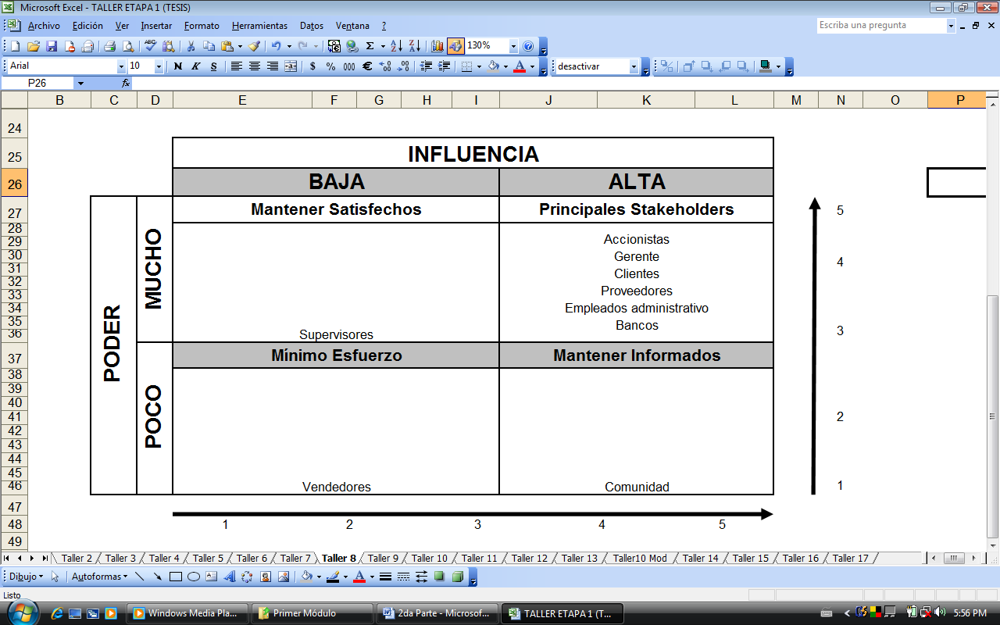 Microsoft Excel - TALLER ETAPA 1 (TESIS)
Archivo Edición Ver Insertar Formato Herramientas Datos Ventana ? Escriba una pregunta
130%
Arial 10 N K S $ % 000 € desactivar
P26 fx
B C D E F G H I J K L M N O P
24
25 INFLUENCIA
26 BAJA ALTA
27 Mantener Satisfechos Principales Stakeholders 5
28
29 Accionistas
30 Gerente 4
31 Clientes
32
33 Proveedores
34 Empleados administrativo
35 Bancos 3
36 Supervisores
PODER
MUCHO
37 Mínimo Esfuerzo Mantener Informados
38
39
40
41 2
42
43
44
45
46 Vendedores Comunidad 1
POCO
47
48 1 2 3 4 5
49
Taller 2 Taller 3 Taller 4 Taller 5 Taller 6 Taller 7 Taller 8 Taller 9 Taller 10 Taller 11 Taller 12 Taller 13 Taller10 Mod Taller 14 Taller 15 Taller 16 Taller 17
Dibujo Autoformas
Listo
Windows Media Pla... Primer Módulo 2da Parte - Microsof... TALLER ETAPA 1 (T... 5:56 PM